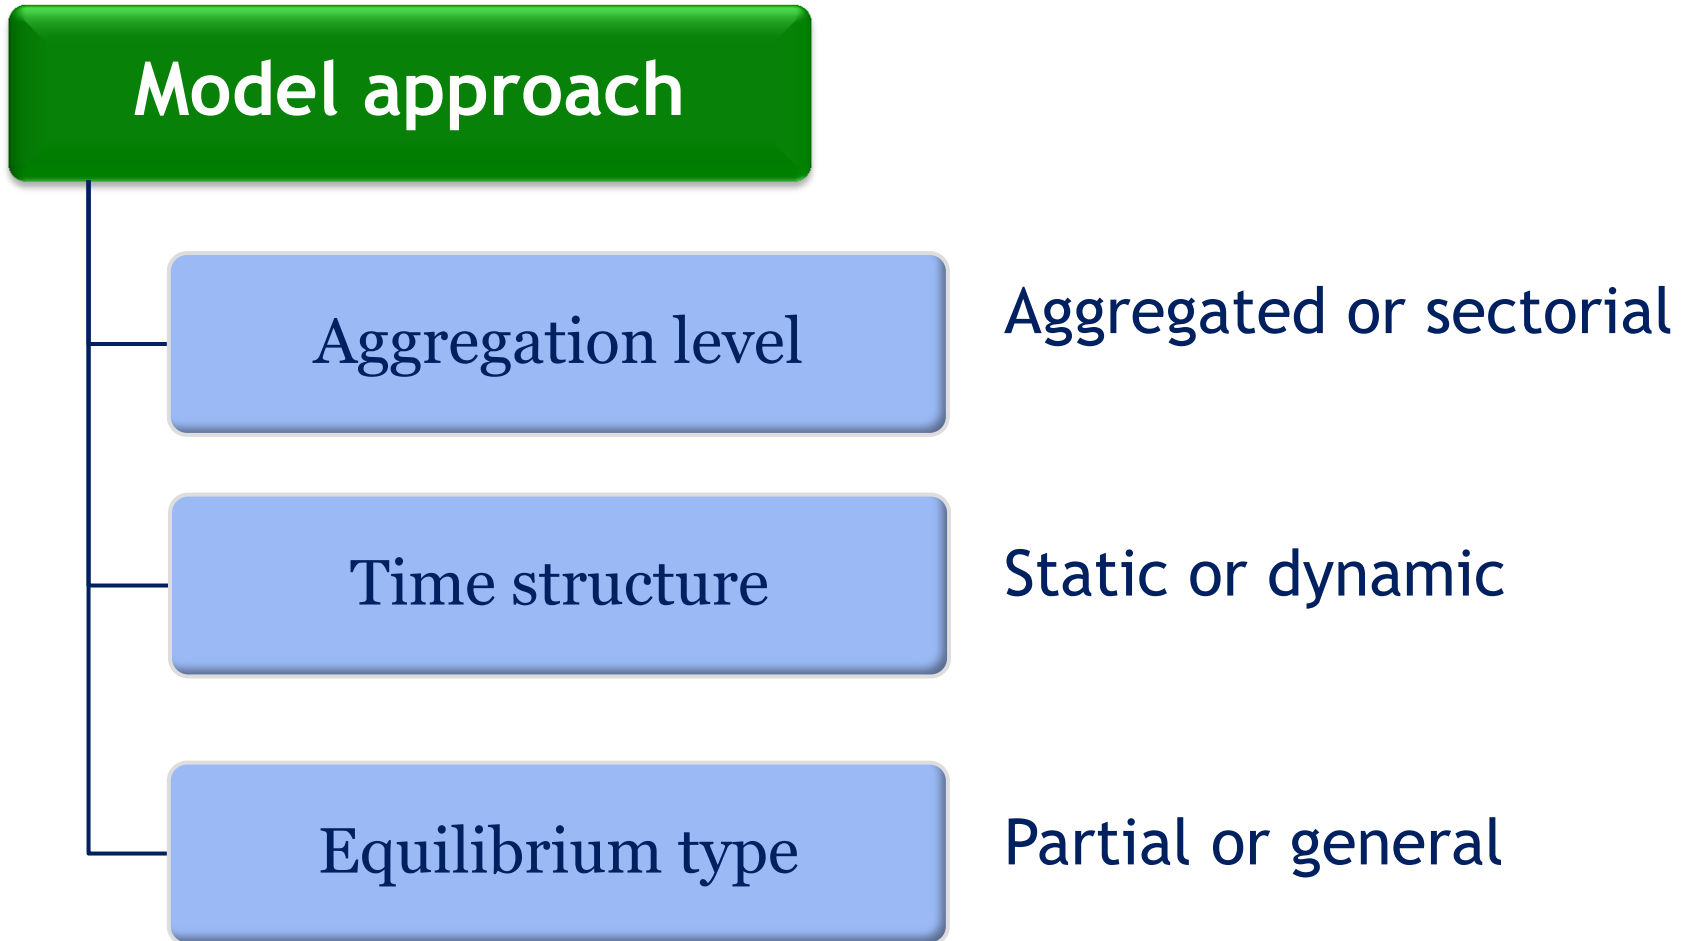 Model approach
Aggregation level
Aggregated or sectorial
Time structure
Static or dynamic
Equilibrium type
Partial or general